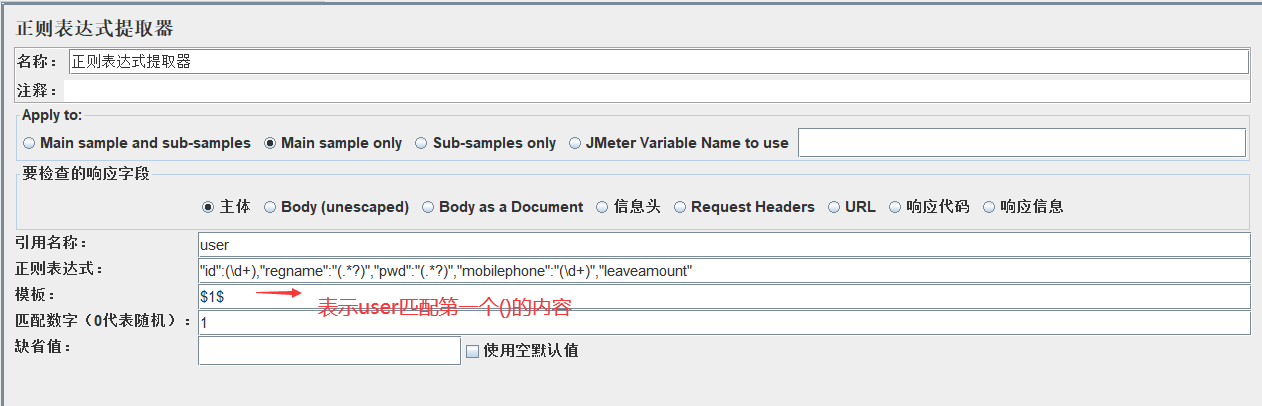 正则表达式提取器
名称： 正则表达式提取器
注释：
Apply to:
Main sample and sub-samples Main sample only Sub-samples only JMeter Variable Name to use
要检查的响应字段
主体 Body (unescaped) Body as a Document 信息头 Request Headers URL 响应代码 响应信息
引用名称： user
正则表达式： "id":(\d+),"regname":"(.*?)","pwd":"(.*?)","mobilephone":"(\d+)","leaveamount"
模板： $1$
表示user匹配第一个()的内容
匹配数字（0代表随机）： 1
缺省值： 使用空默认值